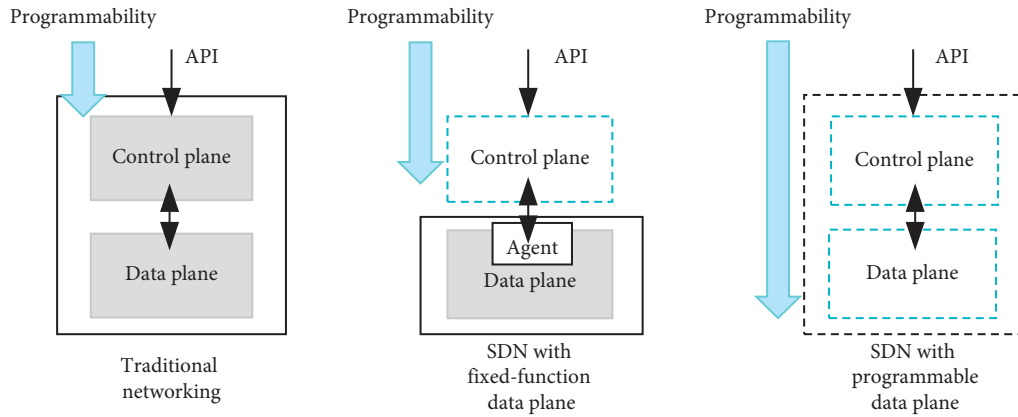 Programmability
API
Control plane
Data plane
Traditional
networking
Programmability
API
Control plane
Agent
Data plane
SDN with
fixed-function
data plane
Programmability
API
Control plane
Data plane
SDN with
programmable
data plane